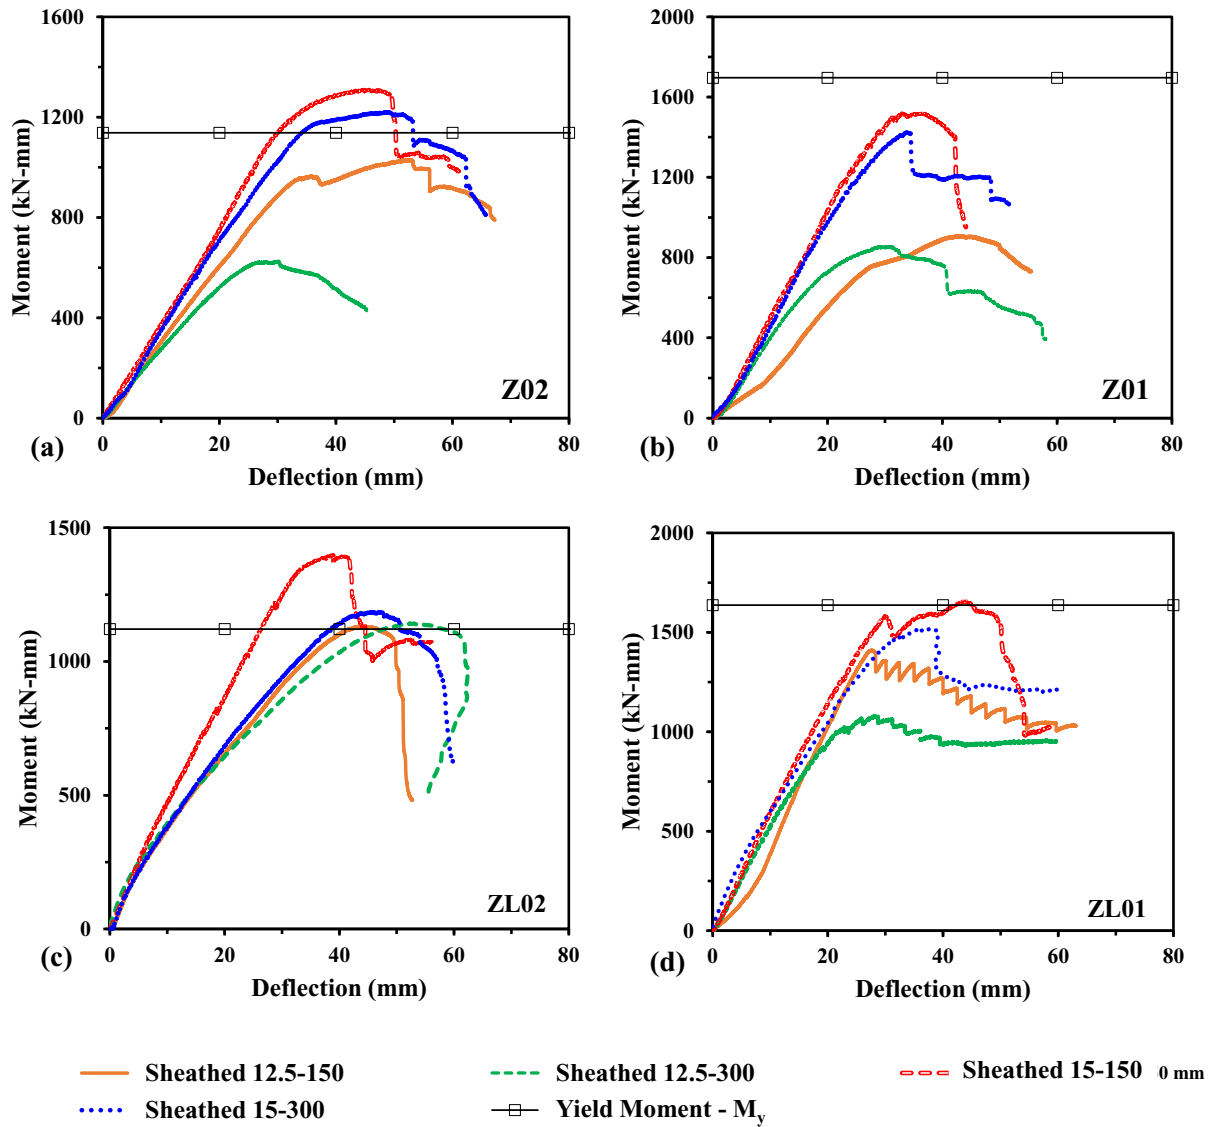 1600
1200
800
400
0
Moment (kN-mm)
0 20 40 60 80
Deflection (mm)
Z02
(a)
2000
1600
1200
800
400
0
Moment (kN-mm)
0 20 40 60 80
Deflection (mm)
Z01
(b)
1500
1000
500
0
Moment (kN-mm)
0 20 40 60 80
Deflection (mm)
ZL02
(c)
2000
1500
1000
500
0
Moment (kN-mm)
0 20 40 60 80
Deflection (mm)
ZL01
(d)
Sheathed 12.5-150 Sheathed 12.5-300 Sheathed 15-150 0 mm
Sheathed 15-300 Yield Moment - My